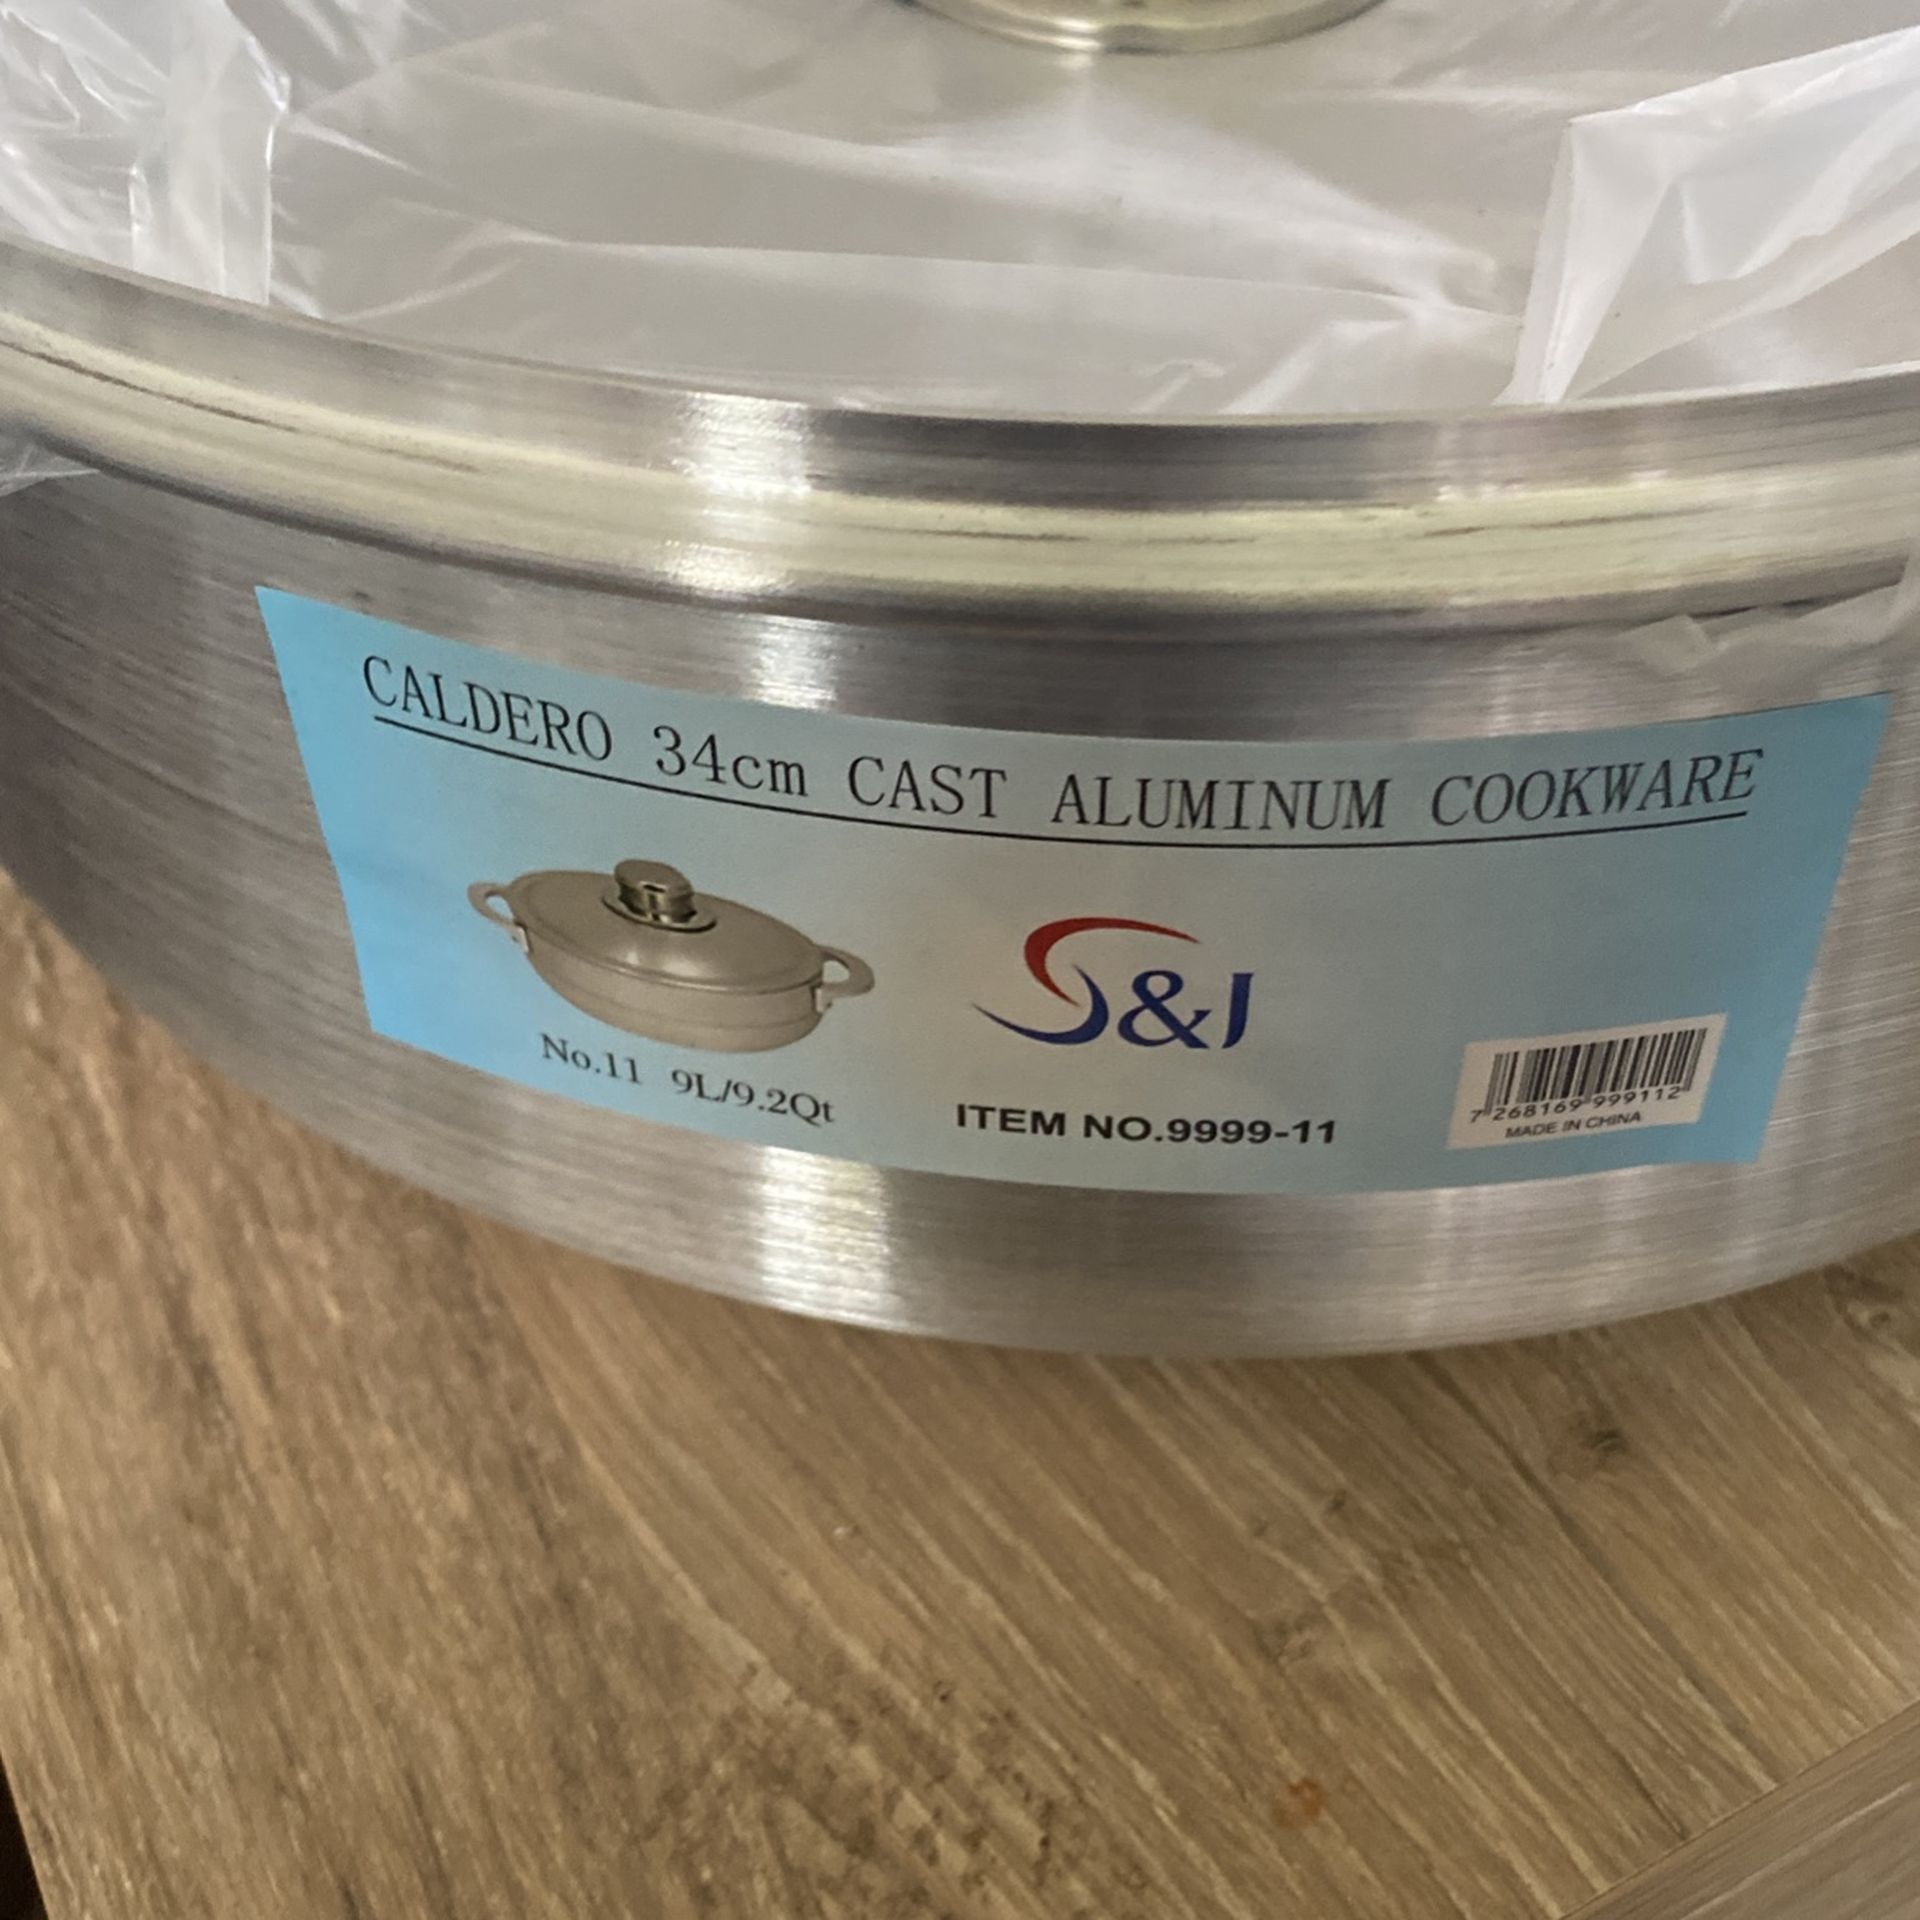 CALDERO 34cm CAST ALUMINUM COOKWARE
S&J
No.11 9L/9.2Qt
ITEM NO.9999-11
7 268169 999112
MADE IN CHINA